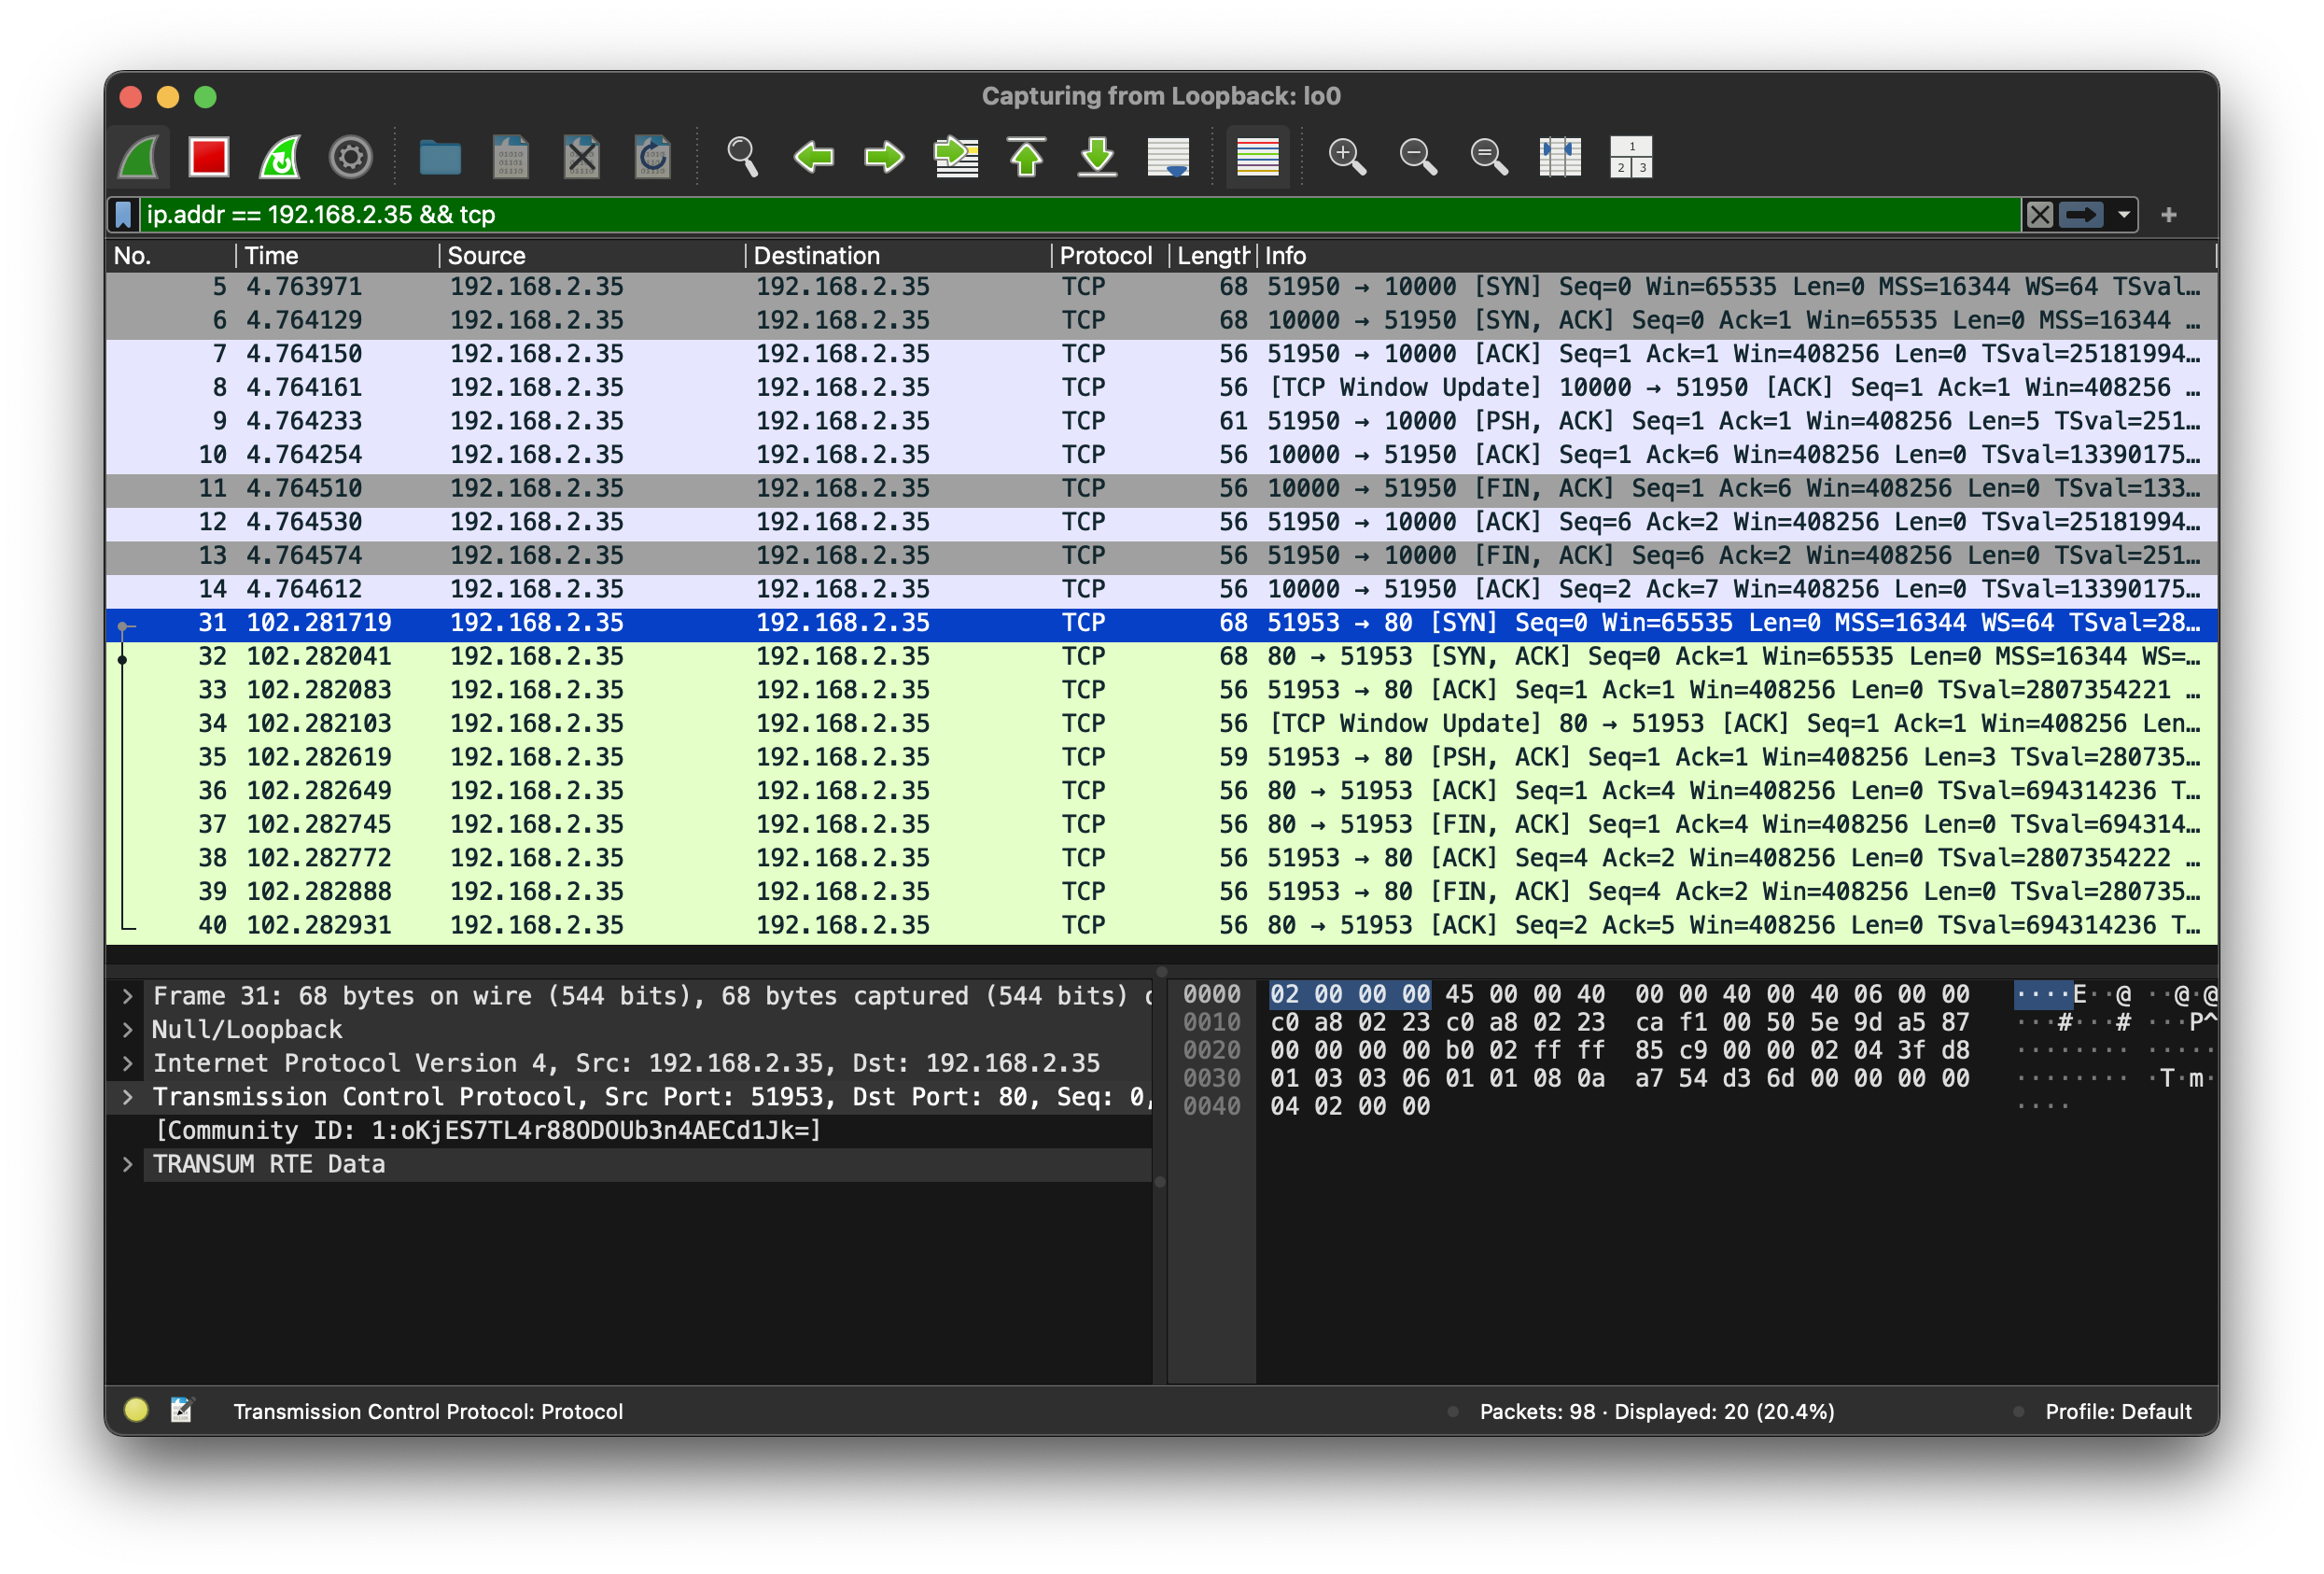 Capturing from Loopback: lo0
ip.addr == 192.168.2.35 && tcp
No. Time Source Destination Protocol Length Info
5 4.763971 192.168.2.35 192.168.2.35 TCP 68 51950 → 10000 [SYN] Seq=0 Win=65535 Len=0 MSS=16344 WS=64 TSval…
6 4.764129 192.168.2.35 192.168.2.35 TCP 68 10000 → 51950 [SYN, ACK] Seq=0 Ack=1 Win=65535 Len=0 MSS=16344 …
7 4.764150 192.168.2.35 192.168.2.35 TCP 56 51950 → 10000 [ACK] Seq=1 Ack=1 Win=408256 Len=0 TSval=25181994…
8 4.764161 192.168.2.35 192.168.2.35 TCP 56 [TCP Window Update] 10000 → 51950 [ACK] Seq=1 Ack=1 Win=408256 …
9 4.764233 192.168.2.35 192.168.2.35 TCP 61 51950 → 10000 [PSH, ACK] Seq=1 Ack=1 Win=408256 Len=5 TSval=251…
10 4.764254 192.168.2.35 192.168.2.35 TCP 56 10000 → 51950 [ACK] Seq=1 Ack=6 Win=408256 Len=0 TSval=13390175…
11 4.764510 192.168.2.35 192.168.2.35 TCP 56 10000 → 51950 [FIN, ACK] Seq=1 Ack=6 Win=408256 Len=0 TSval=133…
12 4.764530 192.168.2.35 192.168.2.35 TCP 56 51950 → 10000 [ACK] Seq=6 Ack=2 Win=408256 Len=0 TSval=25181994…
13 4.764574 192.168.2.35 192.168.2.35 TCP 56 51950 → 10000 [FIN, ACK] Seq=6 Ack=2 Win=408256 Len=0 TSval=251…
14 4.764612 192.168.2.35 192.168.2.35 TCP 56 10000 → 51950 [ACK] Seq=2 Ack=7 Win=408256 Len=0 TSval=13390175…
31 102.281719 192.168.2.35 192.168.2.35 TCP 68 51953 → 80 [SYN] Seq=0 Win=65535 Len=0 MSS=16344 WS=64 TSval=28…
32 102.282041 192.168.2.35 192.168.2.35 TCP 68 80 → 51953 [SYN, ACK] Seq=0 Ack=1 Win=65535 Len=0 MSS=16344 WS=…
33 102.282083 192.168.2.35 192.168.2.35 TCP 56 51953 → 80 [ACK] Seq=1 Ack=1 Win=408256 Len=0 TSval=2807354221 …
34 102.282103 192.168.2.35 192.168.2.35 TCP 56 [TCP Window Update] 80 → 51953 [ACK] Seq=1 Ack=1 Win=408256 Len…
35 102.282619 192.168.2.35 192.168.2.35 TCP 59 51953 → 80 [PSH, ACK] Seq=1 Ack=1 Win=408256 Len=3 TSval=280735…
36 102.282649 192.168.2.35 192.168.2.35 TCP 56 80 → 51953 [ACK] Seq=1 Ack=4 Win=408256 Len=0 TSval=694314236 T…
37 102.282745 192.168.2.35 192.168.2.35 TCP 56 80 → 51953 [FIN, ACK] Seq=1 Ack=4 Win=408256 Len=0 TSval=694314…
38 102.282772 192.168.2.35 192.168.2.35 TCP 56 51953 → 80 [ACK] Seq=4 Ack=2 Win=408256 Len=0 TSval=2807354222 …
39 102.282888 192.168.2.35 192.168.2.35 TCP 56 51953 → 80 [FIN, ACK] Seq=4 Ack=2 Win=408256 Len=0 TSval=280735…
40 102.282931 192.168.2.35 192.168.2.35 TCP 56 80 → 51953 [ACK] Seq=2 Ack=5 Win=408256 Len=0 TSval=694314236 T…
Frame 31: 68 bytes on wire (544 bits), 68 bytes captured (544 bits)
Null/Loopback
Internet Protocol Version 4, Src: 192.168.2.35, Dst: 192.168.2.35
Transmission Control Protocol, Src Port: 51953, Dst Port: 80, Seq: 0,
[Community ID: 1:oKjES7TL4r88ODOUb3n4AECd1Jk=]
TRANSUM RTE Data
0000 02 00 00 00 45 00 00 40 00 00 40 00 40 06 00 00 ····E··@ ··@·@
0010 c0 a8 02 23 c0 a8 02 23 ca f1 00 50 5e 9d a5 87 ···#···# ···P^
0020 00 00 00 00 b0 02 ff ff 85 c9 00 00 02 04 3f d8 ········ ·····
0030 01 03 03 06 01 01 08 0a a7 54 d3 6d 00 00 00 00 ········ ·T·m·
0040 04 02 00 00 ····
Transmission Control Protocol: Protocol
Packets: 98 · Displayed: 20 (20.4%)
Profile: Default